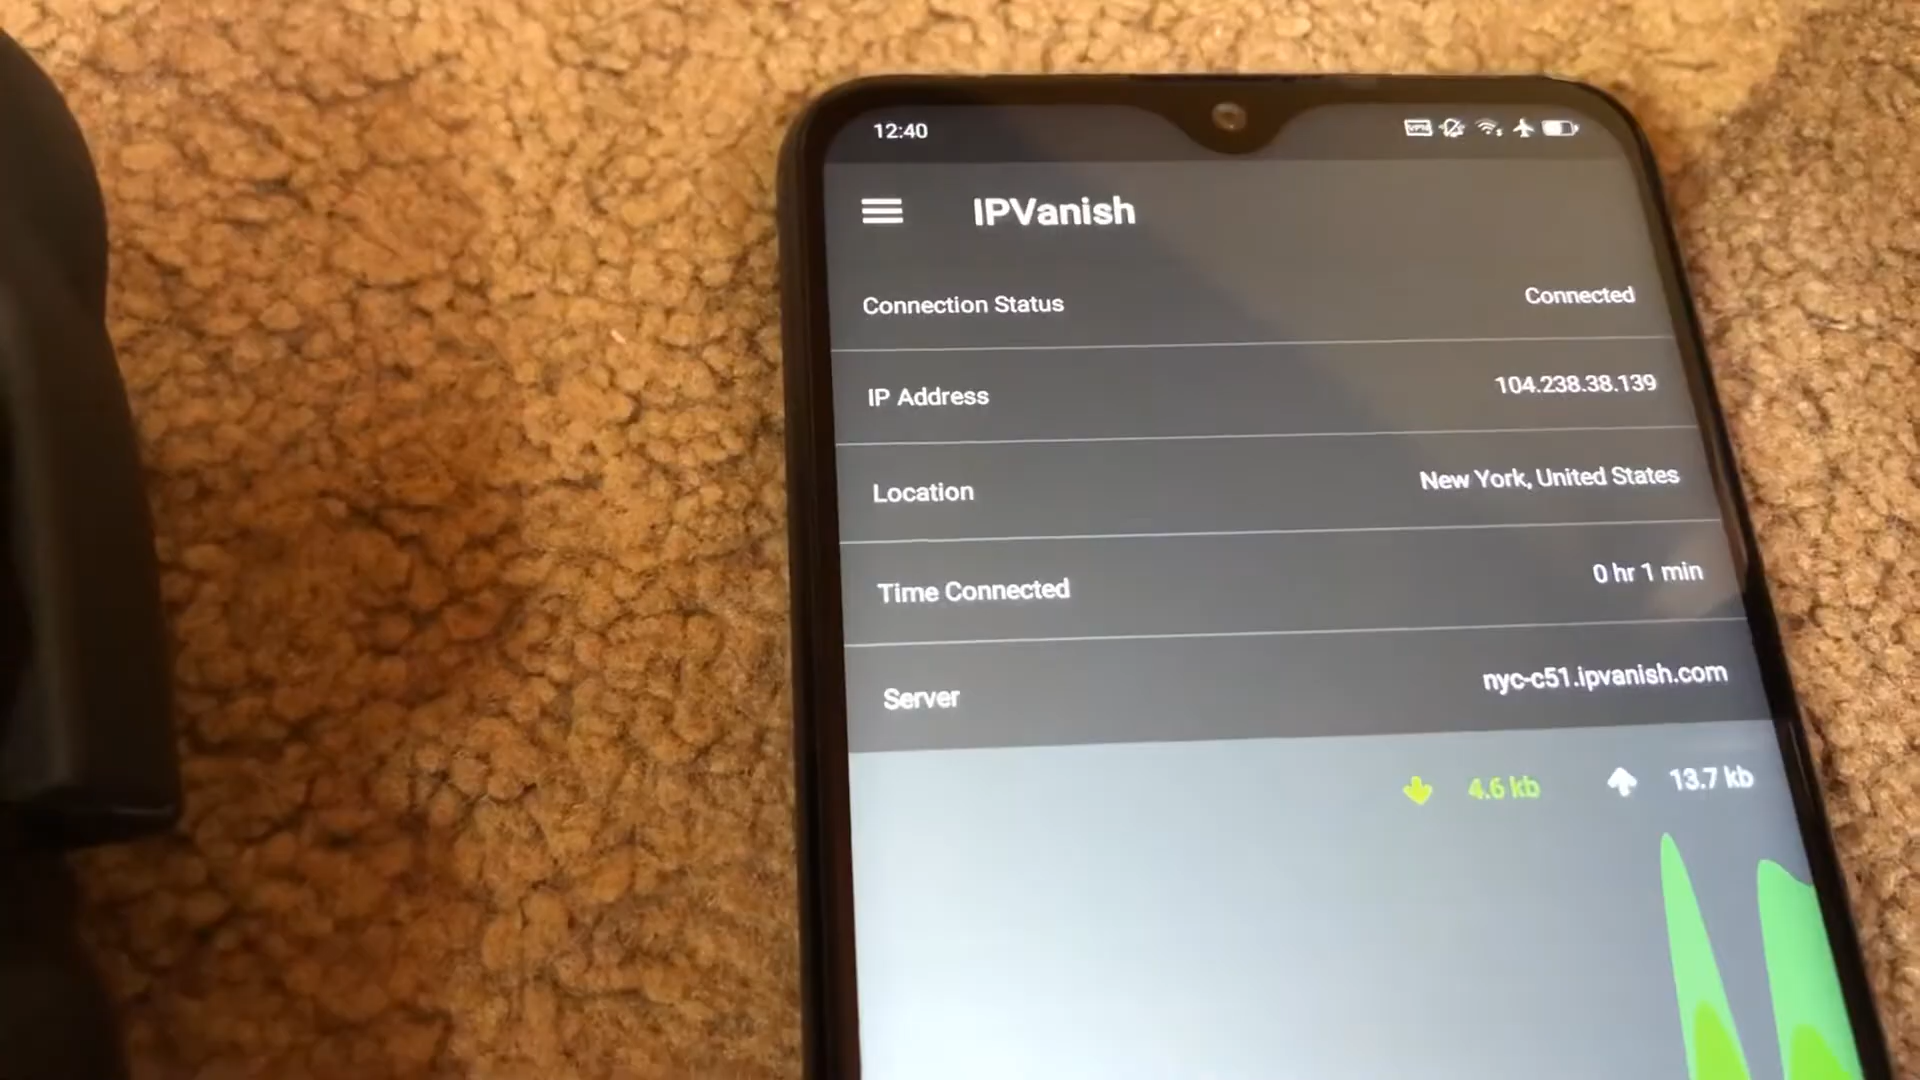 12:40
VPN
IPVanish
Connection Status Connected
IP Address 104.238.38.139
Location New York, United States
Time Connected 0 hr 1 min
Server nyc-c51.ipvanish.com
4.6 kb 13.7 kb